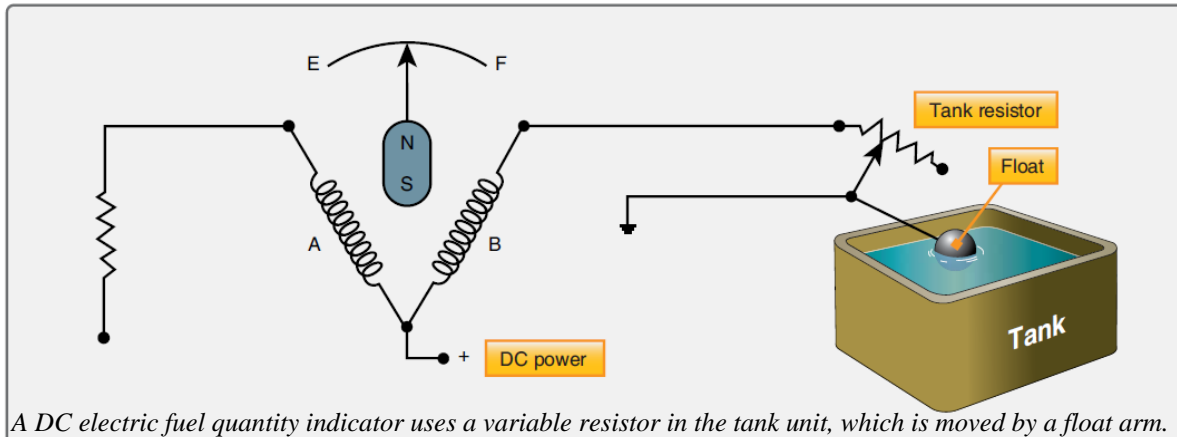 E
F
Tank resistor
N
S
Float
A
B
+
DC power
Tank
A DC electric fuel quantity indicator uses a variable resistor in the tank unit, which is moved by a float arm.